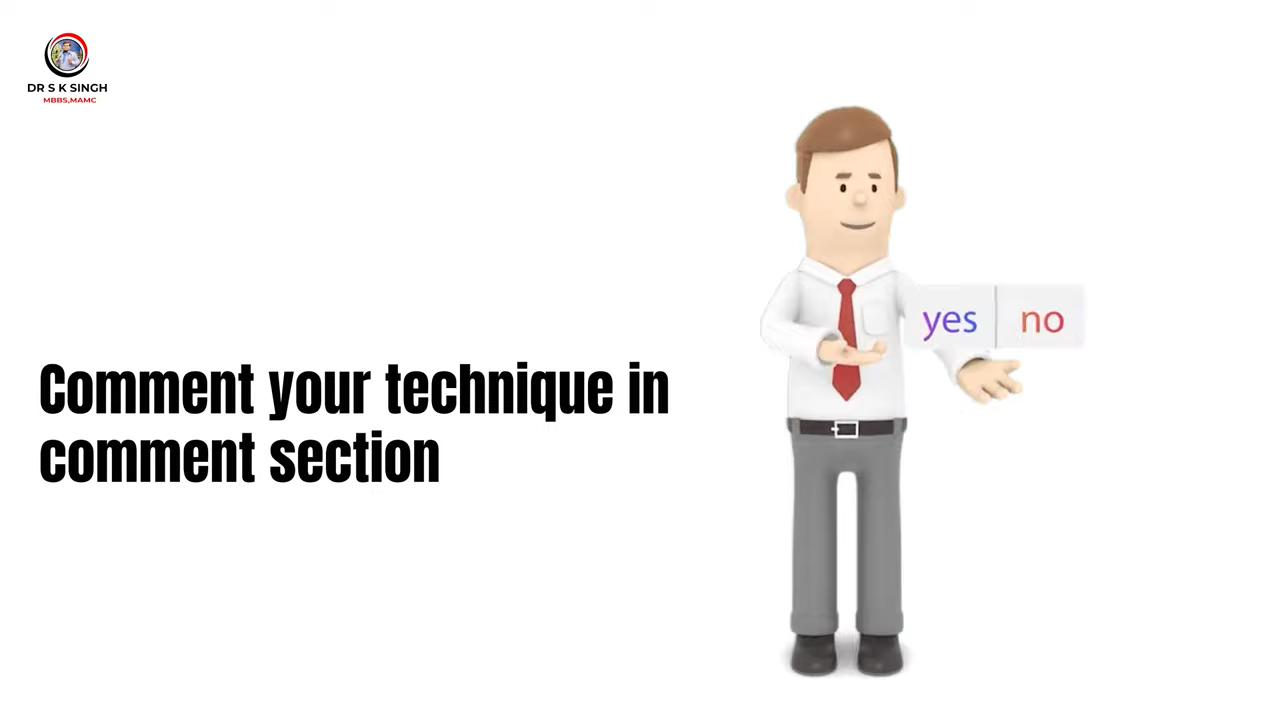 DR S K SINGH
MBBS,MAMC
yes no
Comment your technique in
comment section